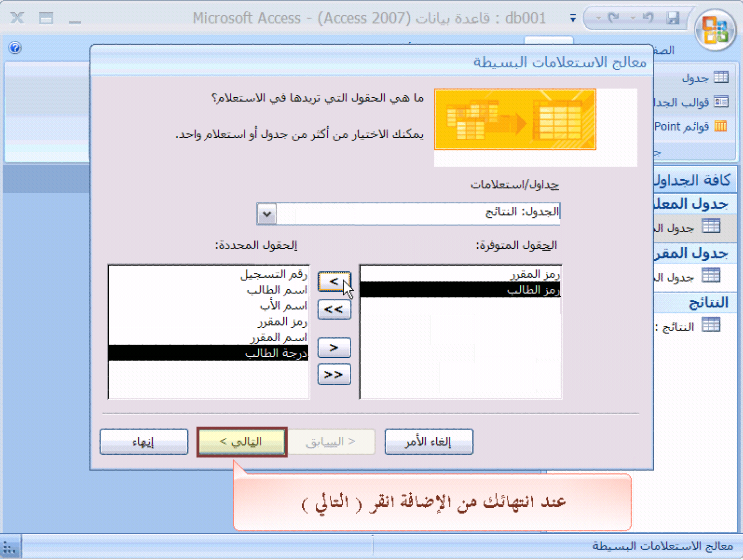 Microsoft Access - (Access 2007) قاعدة بيانات : db001
جدول
قوائم Point
كافة الجداول
النتائج
النتائج :
معالج الاستعلامات البسيطة
ما هي الحقول التي تريدها في الاستعلام؟
يمكنك الاختيار من أكثر من جدول أو استعلام واحد.
جداول/استعلامات
الجدول: النتائج
الحقول المتوفرة:
الحقول المحددة:
رمز المقرر
رمز الطالب
رقم التسجيل
اسم الطالب
اسم الأب
رمز المقرر
اسم المقرر
درجة الطالب
>
>>
<
<<
إلغاء الأمر
< السابق
التالي >
إنهاء
عند انتهائك من الإضافة انقر ( التالي )
معالج الاستعلامات البسيطة